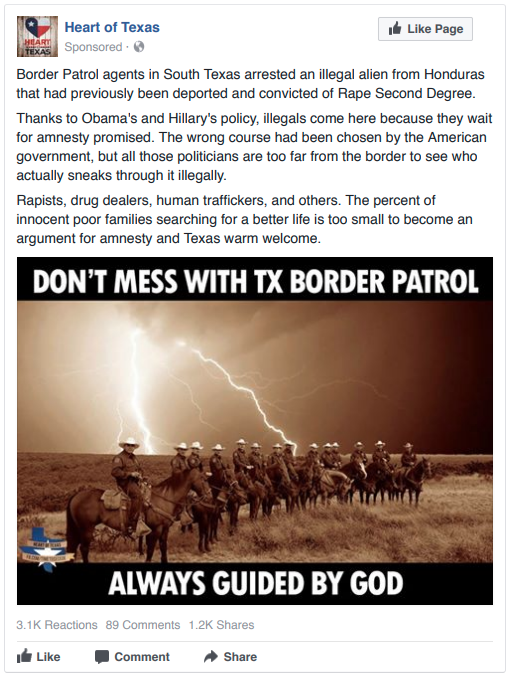 HEART
OF
TEXAS
Heart of Texas
Sponsored ·
Like Page
Border Patrol agents in South Texas arrested an illegal alien from Honduras
that had previously been deported and convicted of Rape Second Degree.
Thanks to Obama's and Hillary's policy, illegals come here because they wait
for amnesty promised. The wrong course had been chosen by the American
government, but all those politicians are too far from the border to see who
actually sneaks through it illegally.
Rapists, drug dealers, human traffickers, and others. The percent of
innocent poor families searching for a better life is too small to become an
argument for amnesty and Texas warm welcome.
DON'T MESS WITH TX BORDER PATROL
HEART OF TEXAS
ALWAYS GUIDED BY GOD
3.1K Reactions 89 Comments 1.2K Shares
Like Comment Share